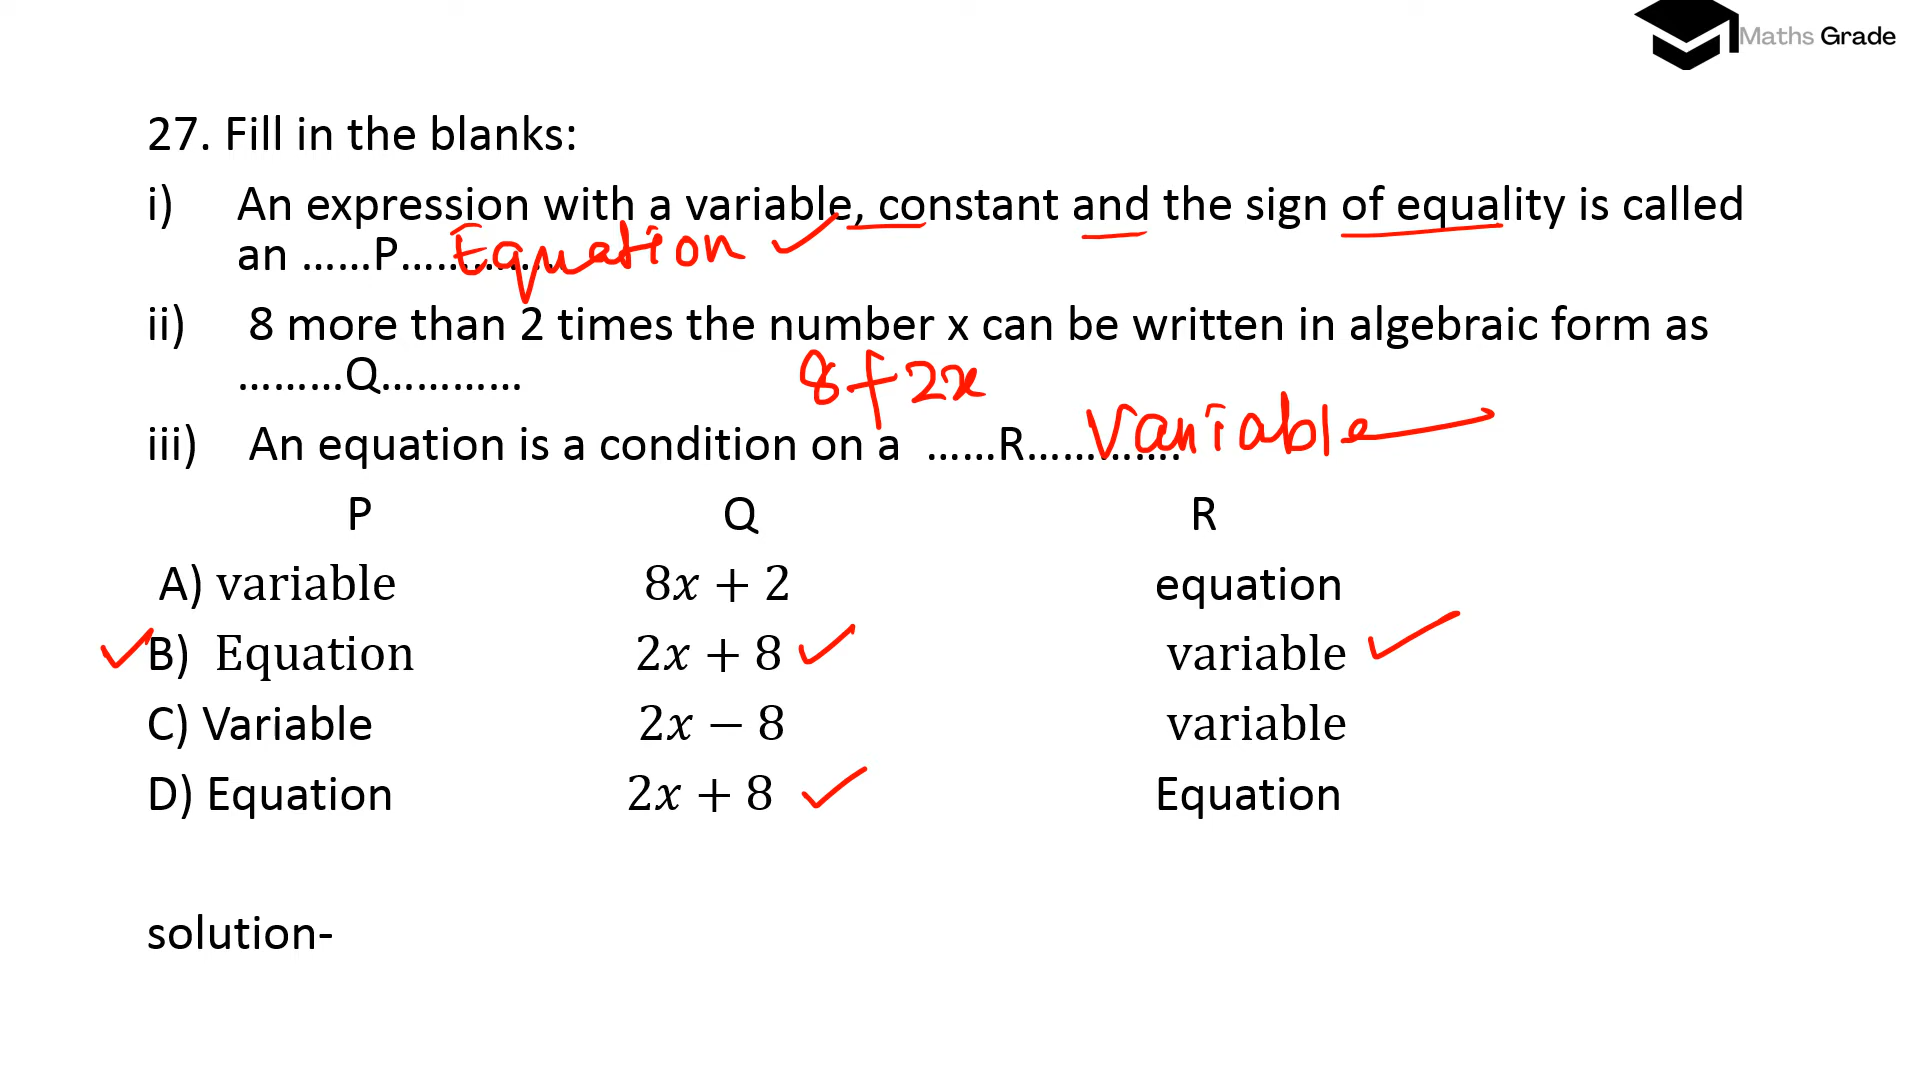 Maths Grade
27. Fill in the blanks:
i) An expression with a variable, constant and the sign of equality is called
an ......P............. Equation
ii) 8 more than 2 times the number x can be written in algebraic form as
.........Q............ 8+2x
iii) An equation is a condition on a ......R............. Variable
P Q R
A) variable 8x + 2 equation
B) Equation 2x + 8 variable
C) Variable 2x − 8 variable
D) Equation 2x + 8 Equation
solution-